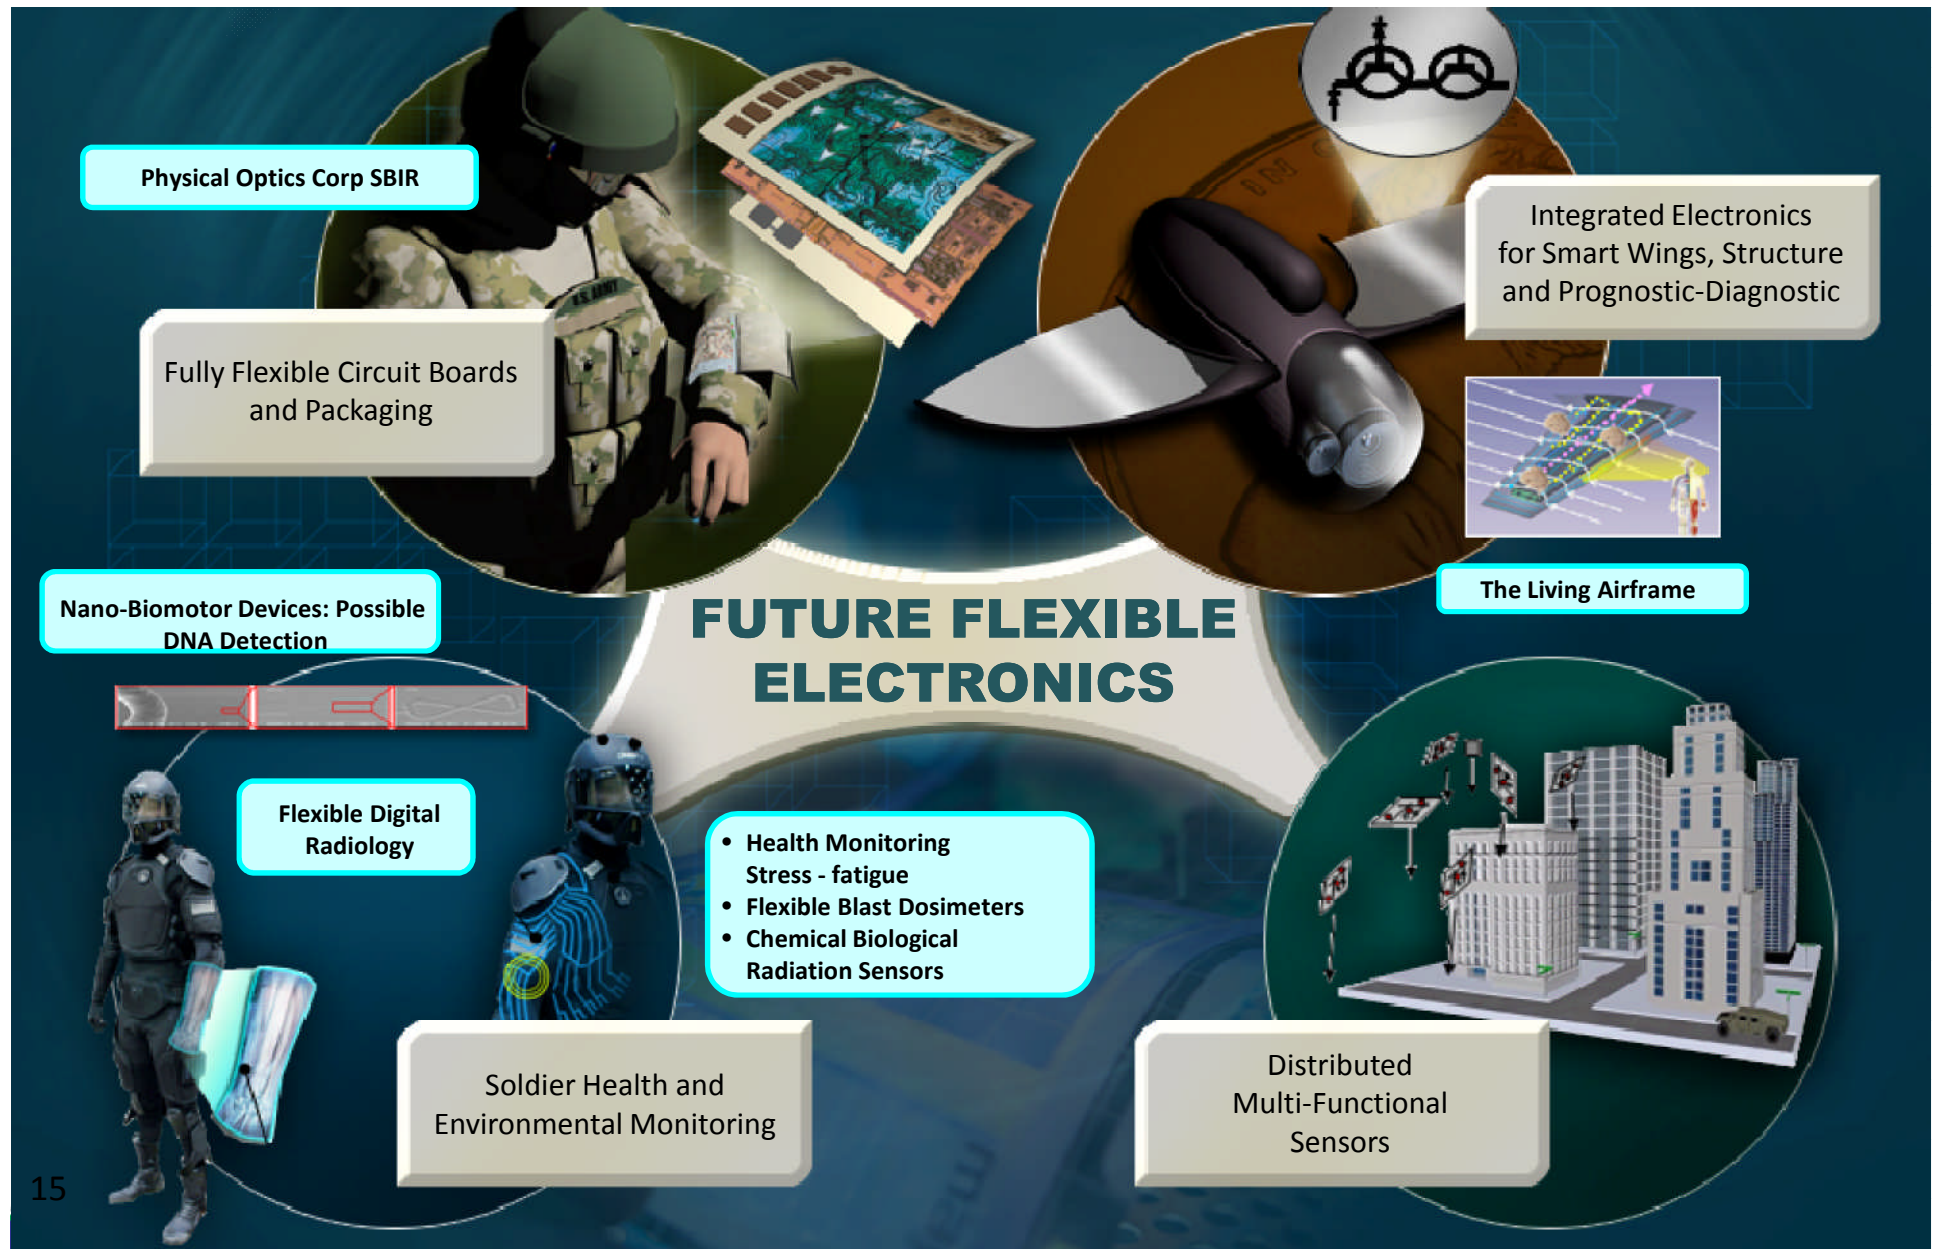 Physical Optics Corp SBIR
U.S. ARMY
Fully Flexible Circuit Boards
and Packaging
IN
Integrated Electronics
for Smart Wings, Structure
and Prognostic-Diagnostic
The Living Airframe
FUTURE FLEXIBLE
ELECTRONICS
Nano-Biomotor Devices: Possible
DNA Detection
Flexible Digital
Radiology
• Health Monitoring
Stress - fatigue
• Flexible Blast Dosimeters
• Chemical Biological
Radiation Sensors
Soldier Health and
Environmental Monitoring
Distributed
Multi-Functional
Sensors
15